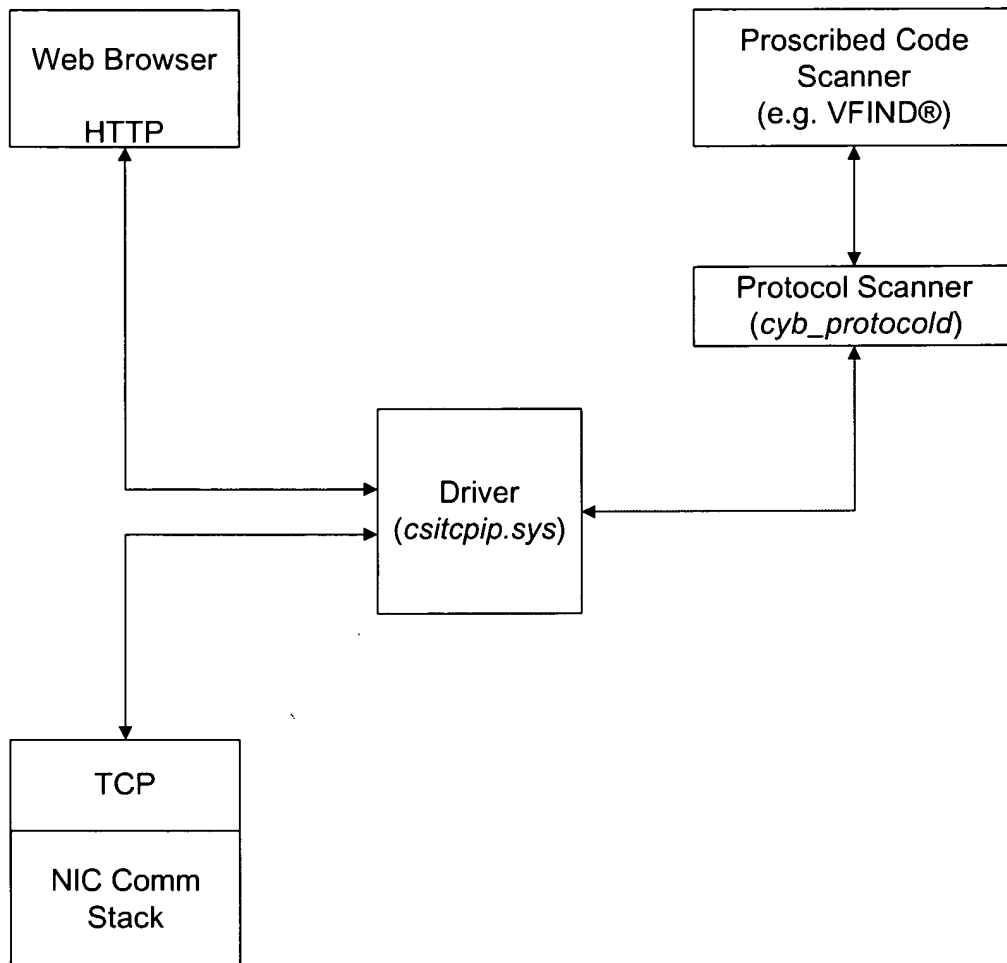 Web Browser
HTTP
Proscribed Code
Scanner
(e.g. VFIND®)
Protocol Scanner
(cyb_protocold)
Driver
(csitcpip.sys)
TCP
NIC Comm
Stack